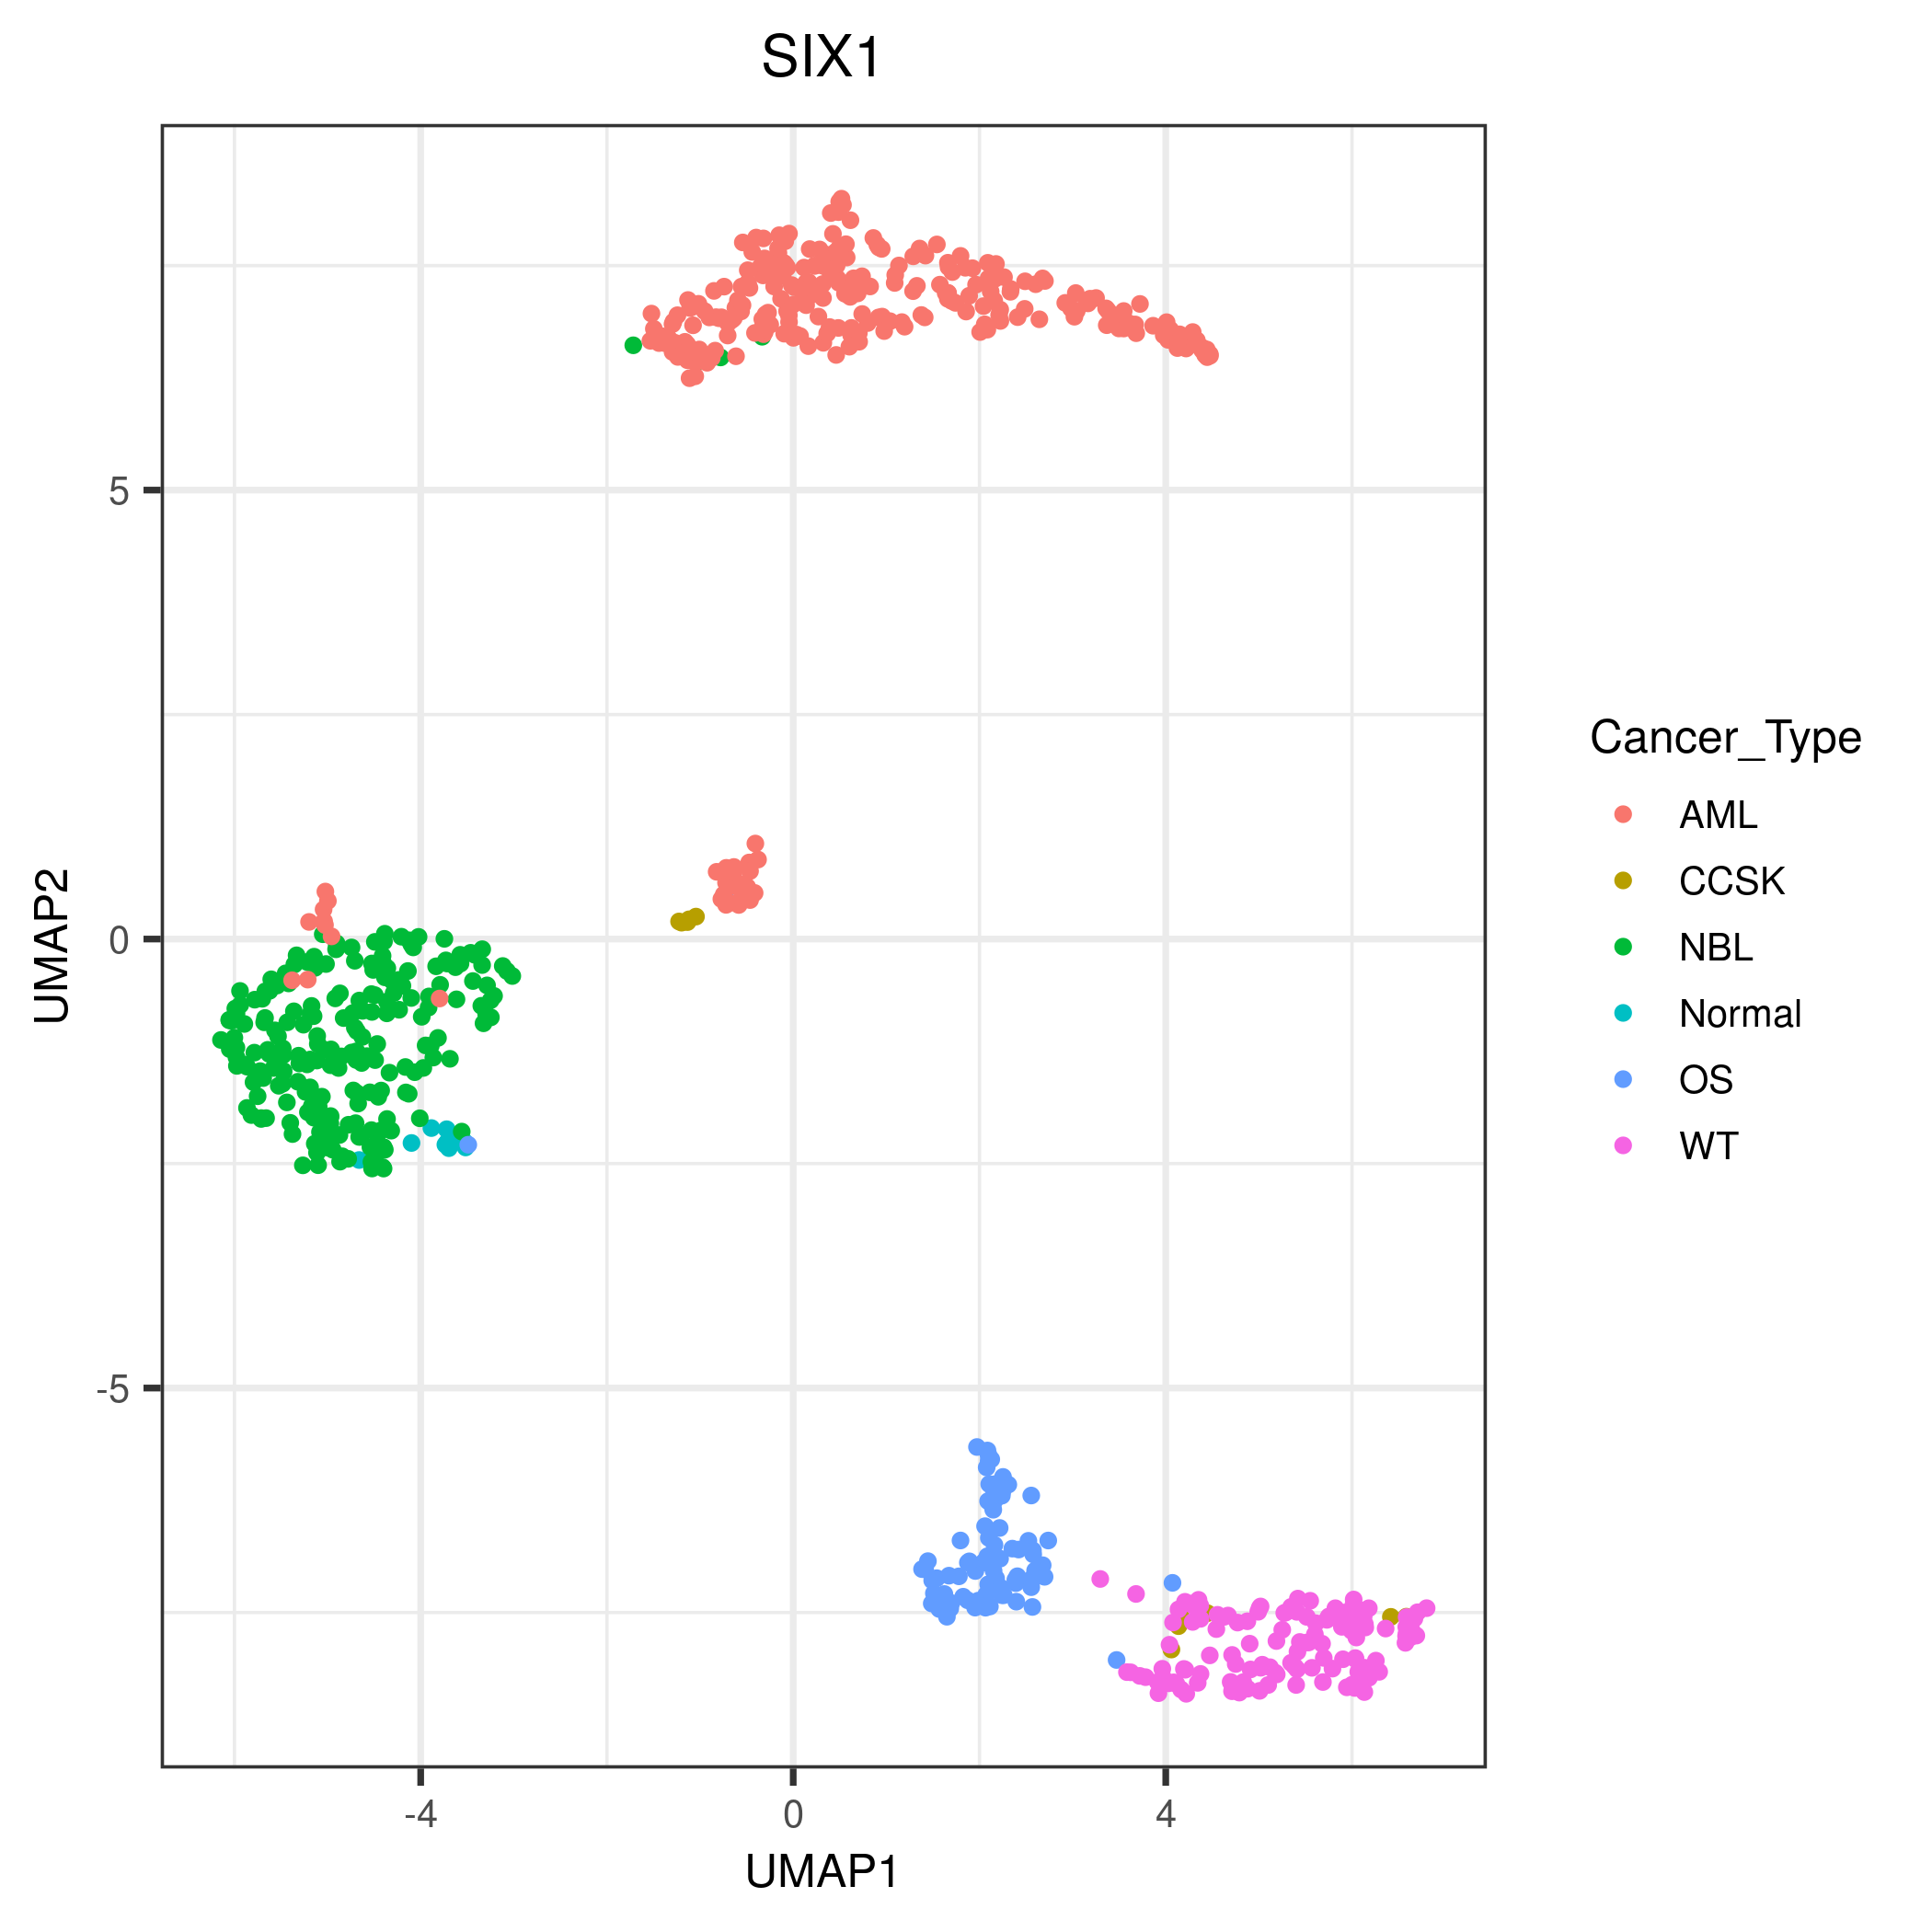 SIX1
5
0
-5
UMAP2
-4
0
4
UMAP1
Cancer_Type
AML
CCSK
NBL
Normal
OS
WT